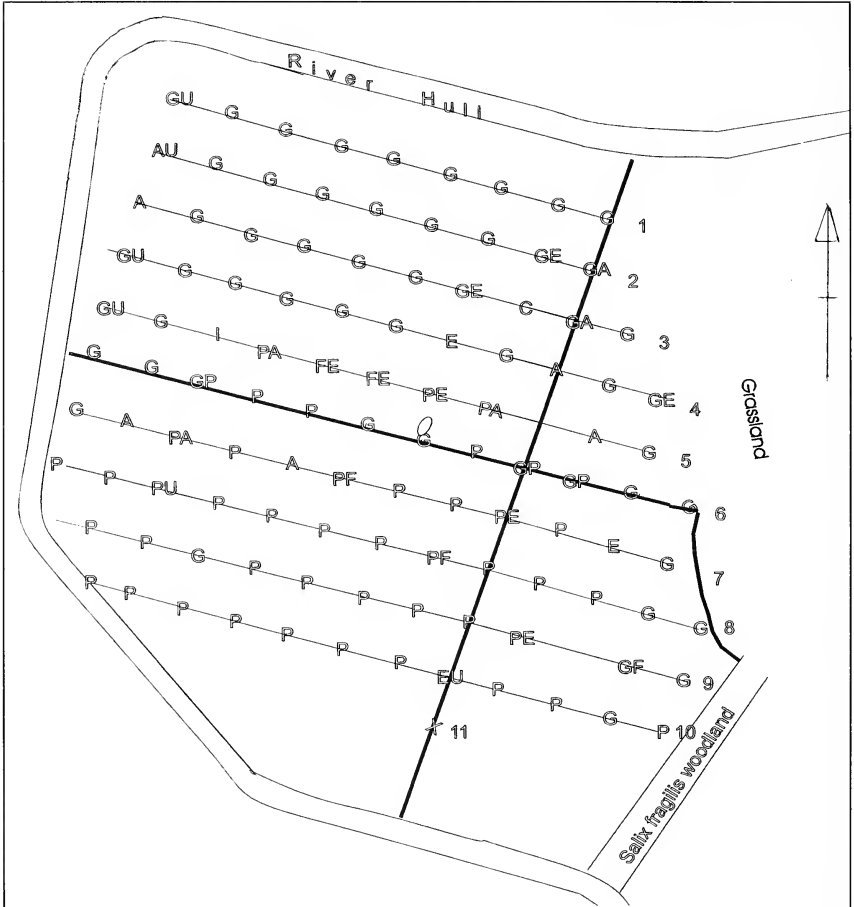 River Hull
GU G G G G G G G G 1
AU G G G G G G GE GA 2
A G G G G G GE C GA G 3
GU G G G G G E G A G GE 4
GU G I PA FE FE PE PA A G 5
G G GP P P G G P GP GP G G 6
G A PA P A PF P P PE P E G 7
P P PU P P P P PF P P P G G 8
P P G P P P P P PE GF G 9
P P P P P P P EU P P G P 10
11
Grassland
Salix fragilis woodland